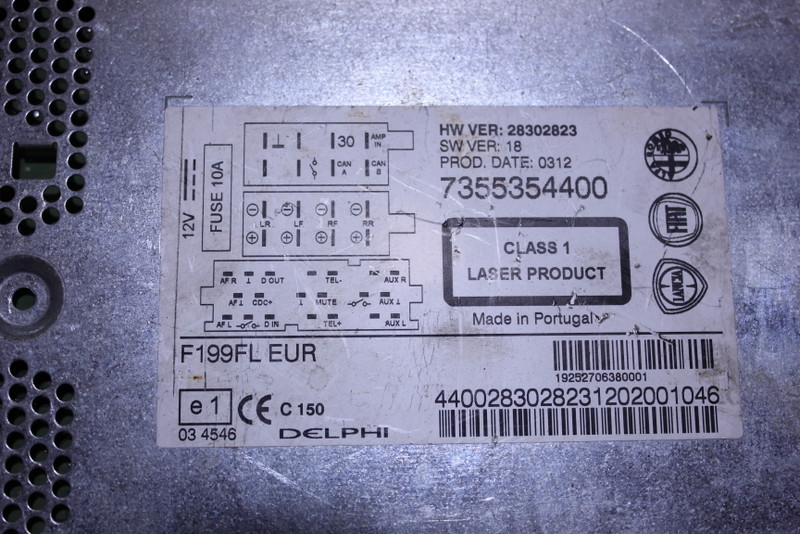 12V
FUSE 10A
30
AMP IN
CAN A
CAN B
LR LF RF RR
AF R D OUT TEL- AUX R
AF CDC+ MUTE AUX
AF L D IN TEL+ AUX L
HW VER: 28302823
SW VER: 18
PROD. DATE: 0312
7355354400
CLASS 1
LASER PRODUCT
Made in Portugal
FIAT
LANCIA
F199FL EUR
19252706380001
e 1
CE
C 150
03 4546
DELPHI
4400283028231202001046